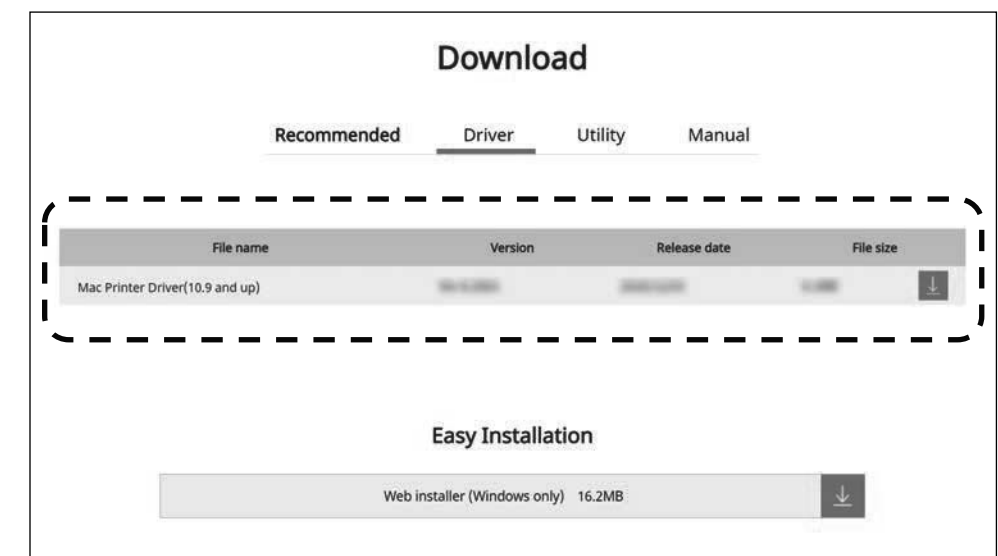 Download
Recommended Driver Utility Manual
File name Version Release date File size
Mac Printer Driver(10.9 and up)
Easy Installation
Web installer (Windows only) 16.2MB